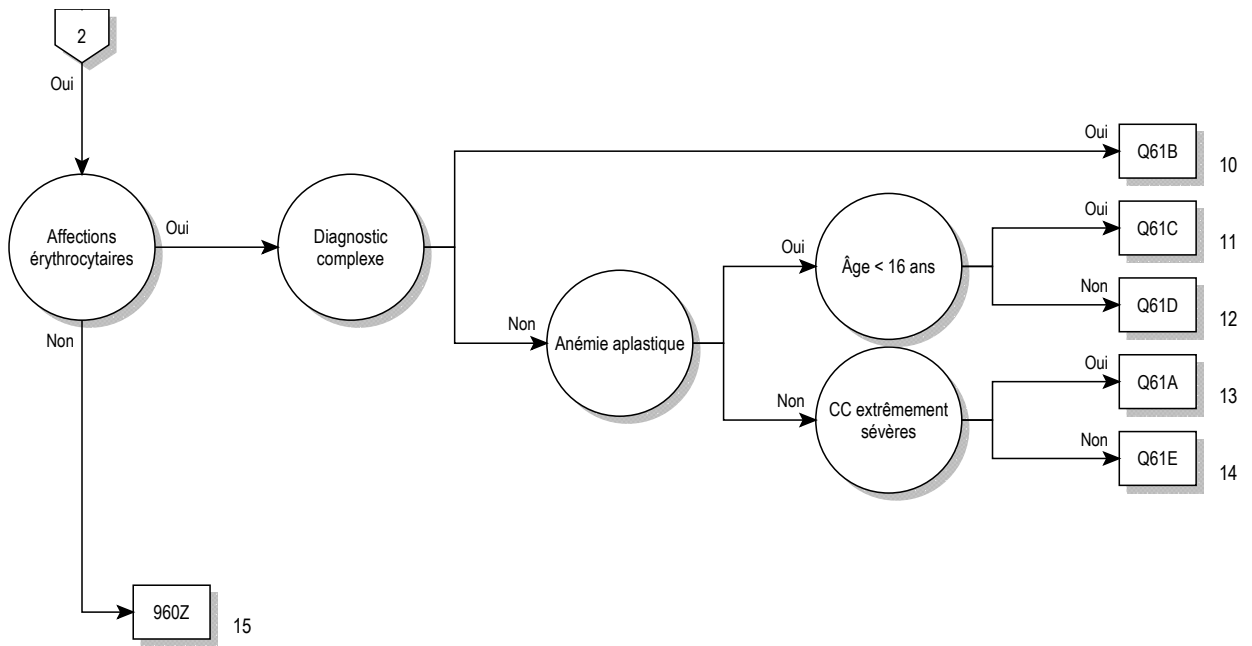 2
Oui
Oui
Q61B
10
Affections
érythrocytaires
Oui
Diagnostic
complexe
Oui
Âge < 16 ans
Oui
Q61C
11
Non
Q61D
12
Non
Non
Anémie aplastique
Non
CC extrêmement
sévères
Oui
Q61A
13
Non
Q61E
14
960Z
15